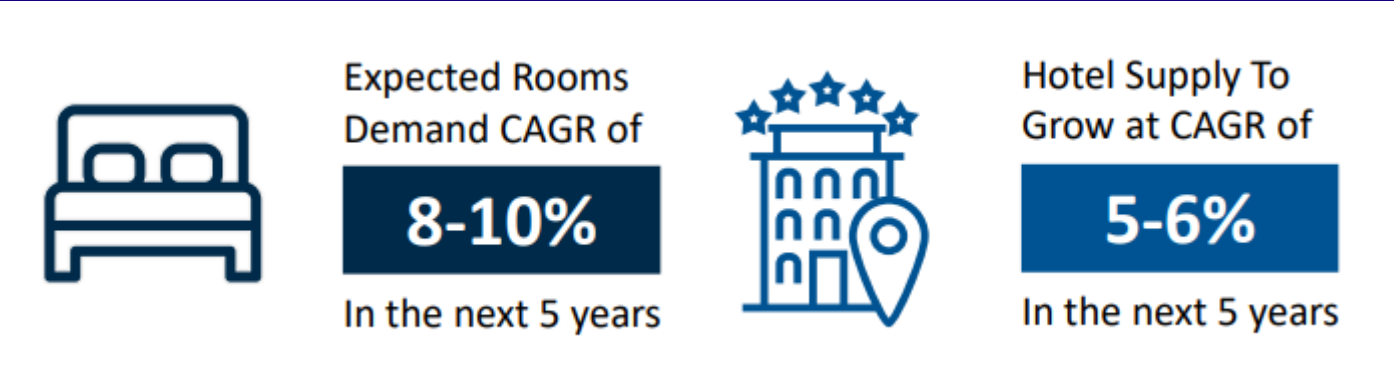 Expected Rooms
Demand CAGR of
8-10%
In the next 5 years
Hotel Supply To
Grow at CAGR of
5-6%
In the next 5 years